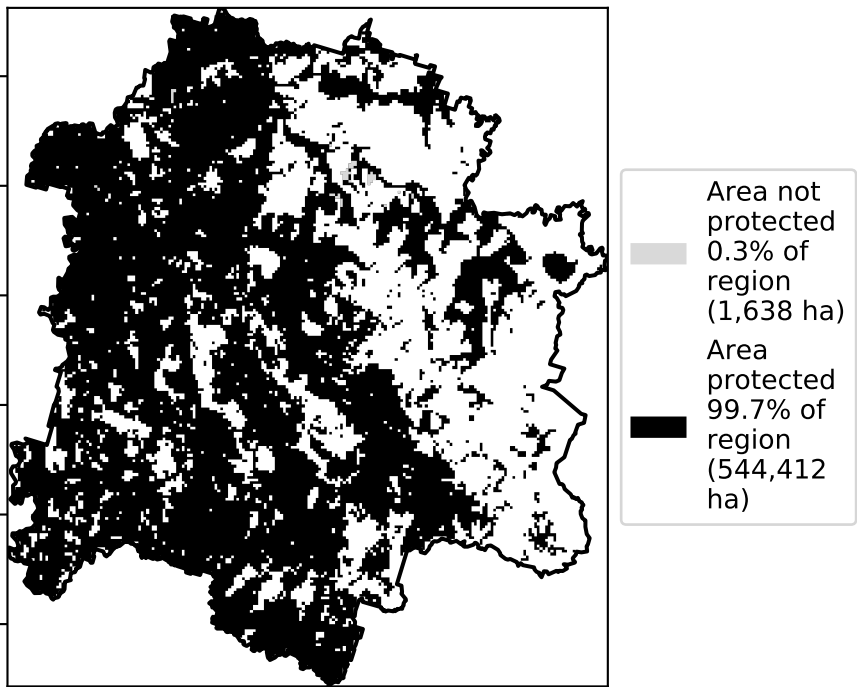 Area not
protected
0.3% of
region
(1,638 ha)
Area
protected
99.7% of
region
(544,412
ha)